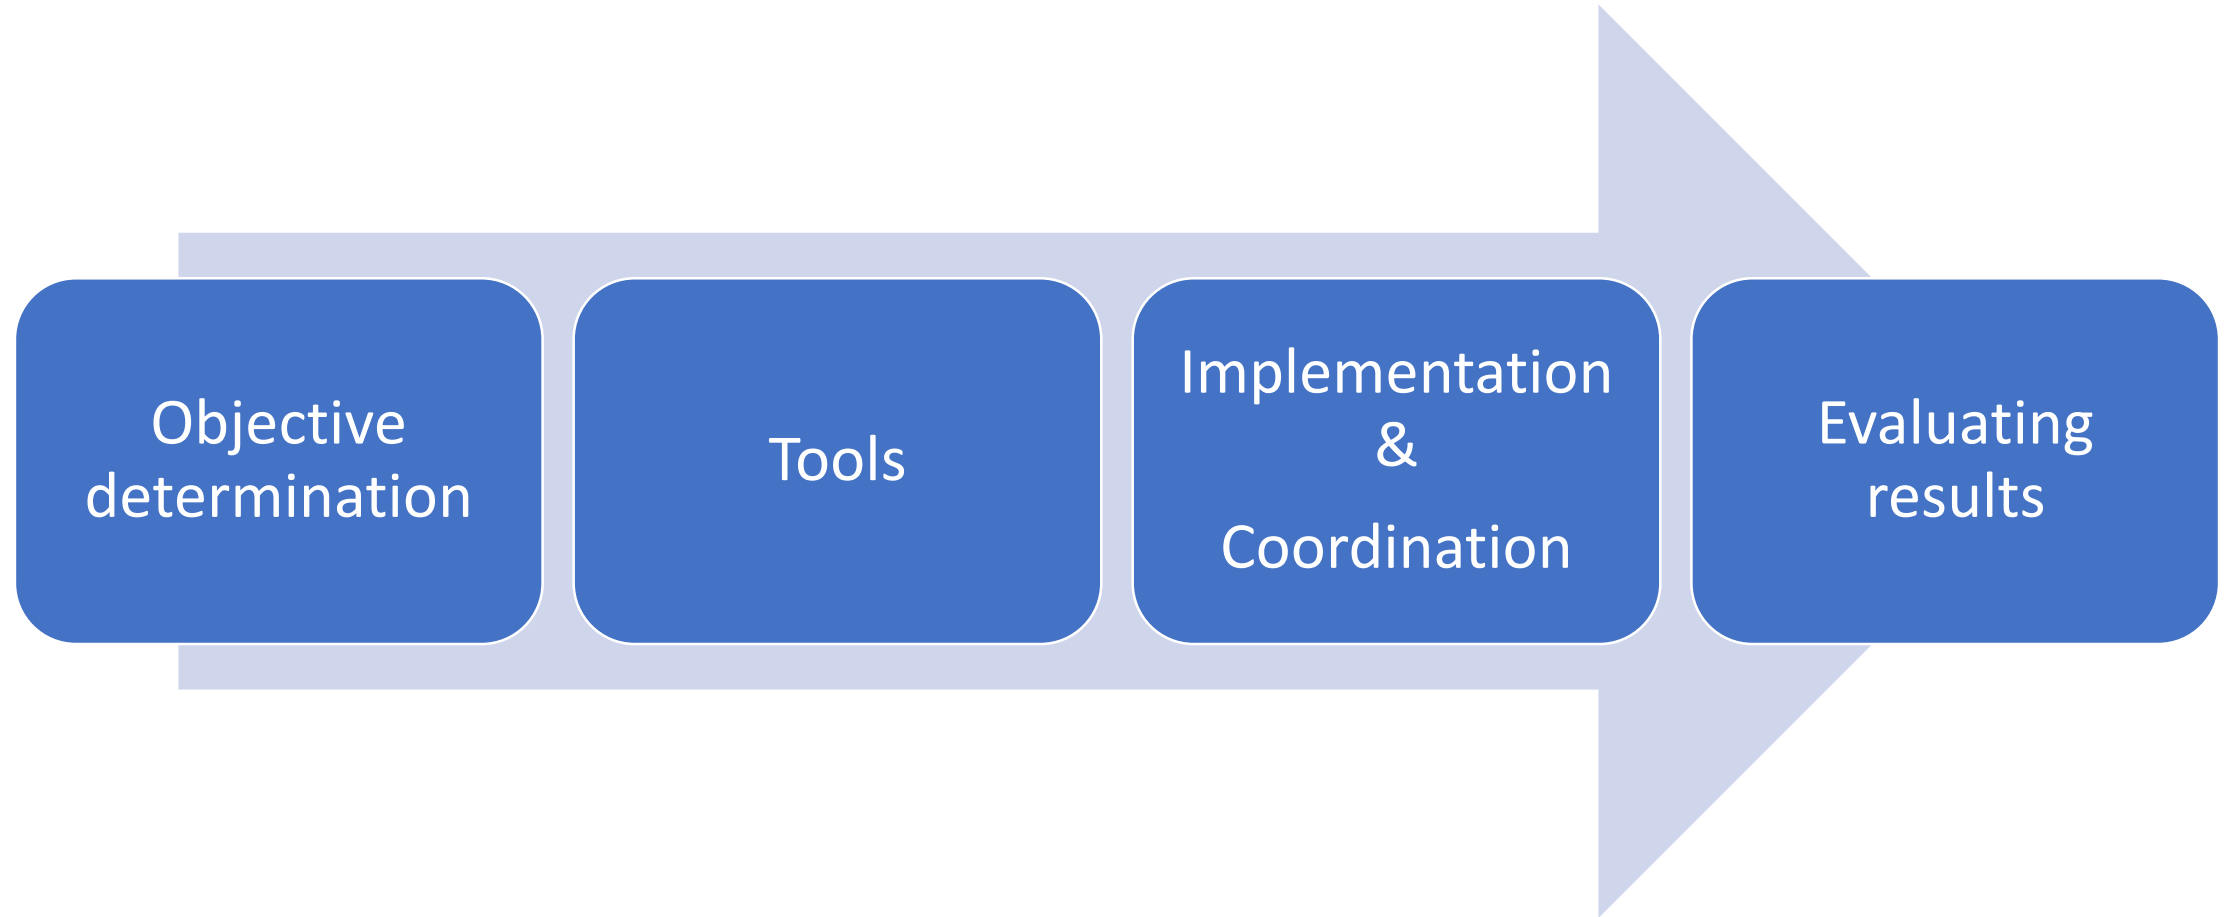 Objective
determination
Tools
Implementation
&
Coordination
Evaluating
results